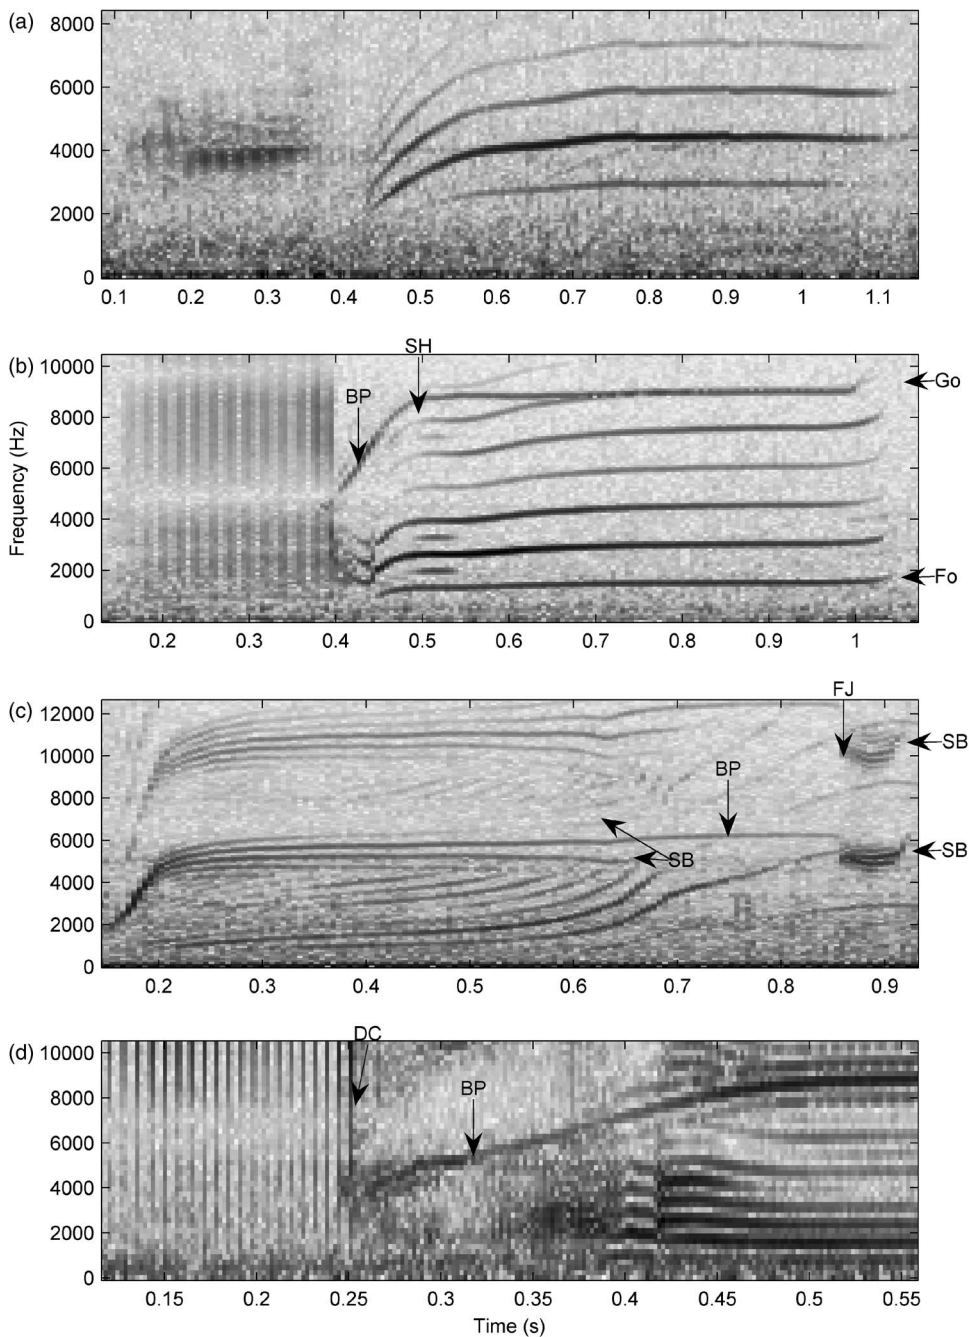 (a)
8000
6000
4000
2000
0
0.1 0.2 0.3 0.4 0.5 0.6 0.7 0.8 0.9 1 1.1
(b)
SH
BP
Go
Fo
10000
8000
6000
4000
2000
0
Frequency (Hz)
0.2 0.3 0.4 0.5 0.6 0.7 0.8 0.9 1
(c)
FJ
SB
BP
SB
SB
12000
10000
8000
6000
4000
2000
0
0.2 0.3 0.4 0.5 0.6 0.7 0.8 0.9
(d)
DC
BP
10000
8000
6000
4000
2000
0
0.15 0.2 0.25 0.3 0.35 0.4 0.45 0.5 0.55
Time (s)